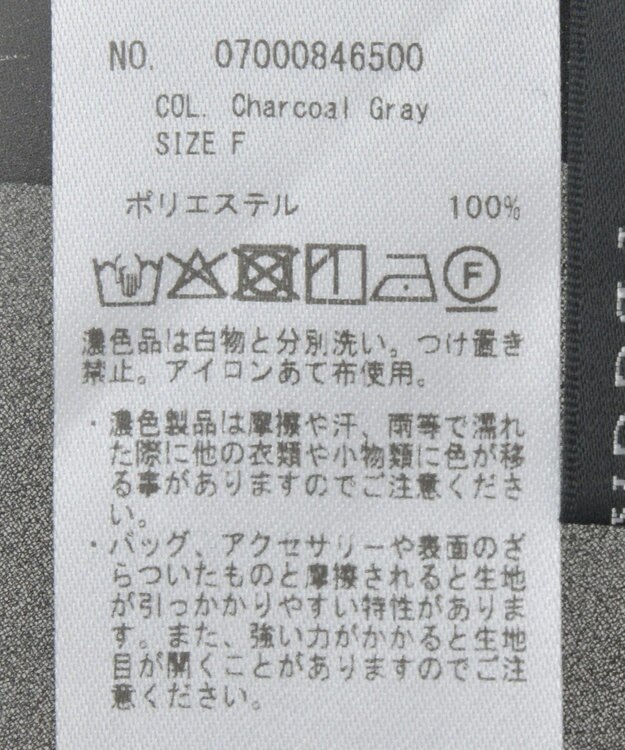 NO. 07000846500
COL. Charcoal Gray
SIZE F
ポリエステル 100%
F
濃色品は白物と分別洗い。つけ置き
禁止。アイロンあて布使用。
・濃色製品は摩擦や汗、雨等で濡れ
た際に他の衣類や小物類に色が移
る事がありますのでご注意くださ
い。
・バッグ、アクセサリーや表面のざ
らついたものと摩擦されると生地
が引っかかりやすい特性がありま
す。また、強い力がかかると生地
目が開くことがありますのでご注
意ください。